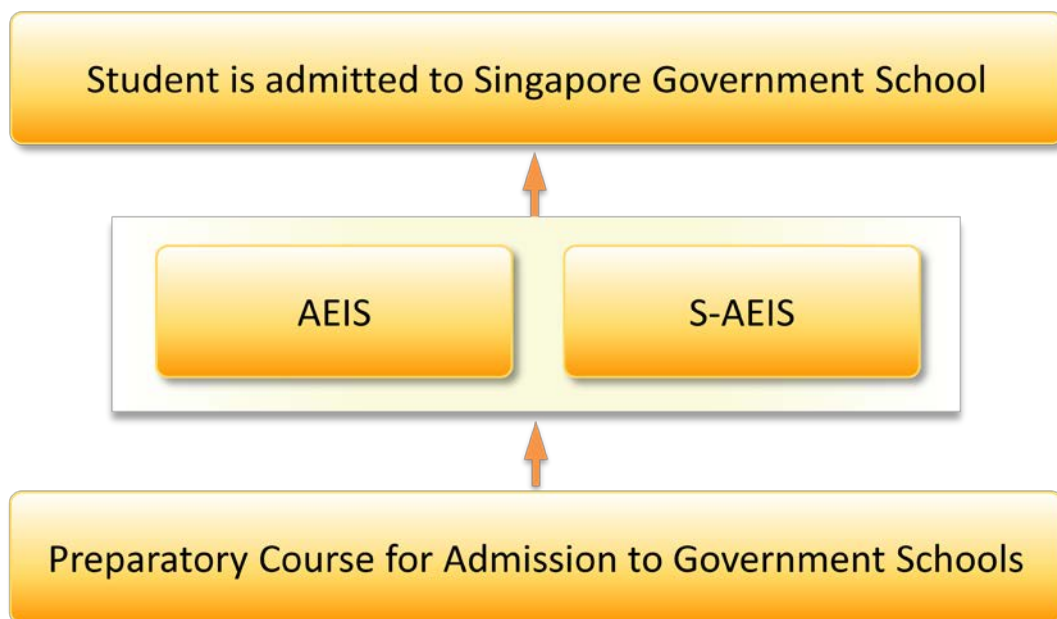 Student is admitted to Singapore Government School
AEIS
S-AEIS
Preparatory Course for Admission to Government Schools